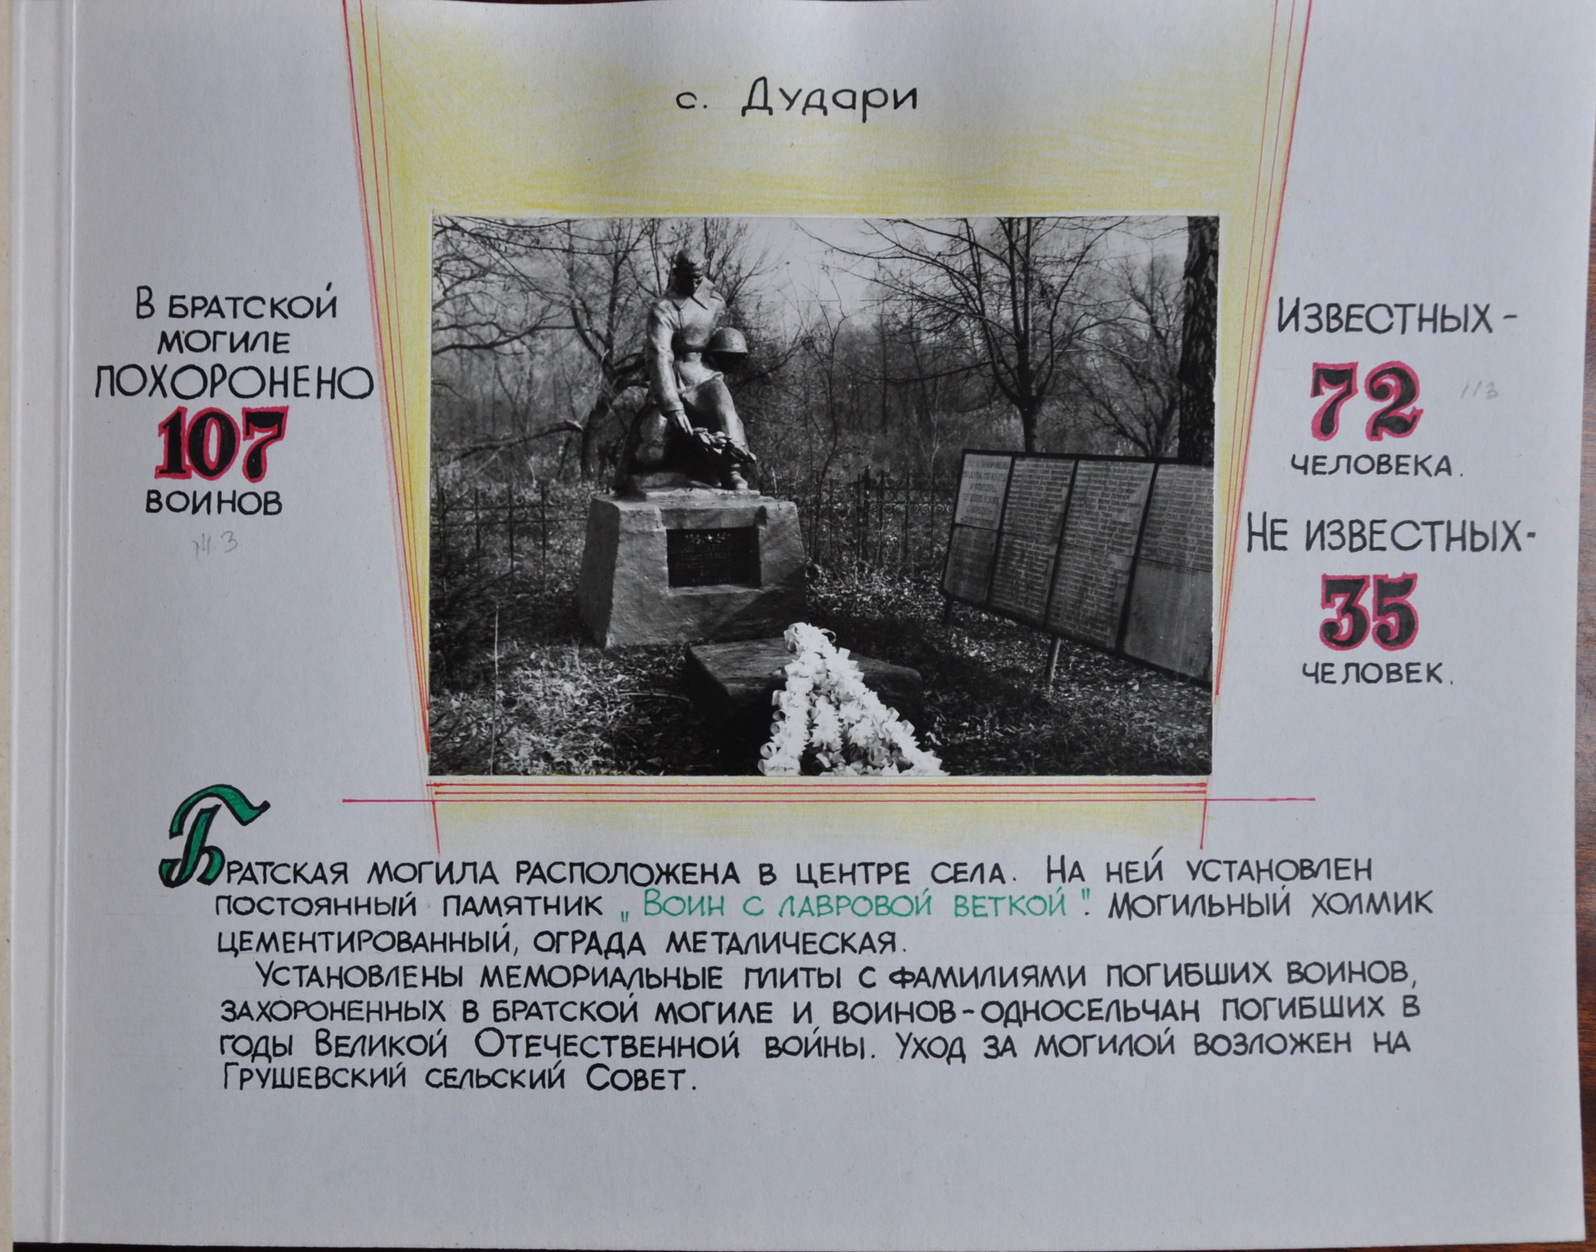 с. Дудари
В БРАТСКОЙ
МОГИЛЕ
ПОХОРОНЕНО
107
ВОИНОВ
ИЗВЕСТНЫХ -
72
113
ЧЕЛОВЕКА.
НЕ ИЗВЕСТНЫХ-
35
ЧЕЛОВЕК.
БРАТСКАЯ МОГИЛА РАСПОЛОЖЕНА В ЦЕНТРЕ СЕЛА. НА НЕЙ УСТАНОВЛЕН
ПОСТОЯННЫЙ ПАМЯТНИК „ВОИН С ЛАВРОВОЙ ВЕТКОЙ". МОГИЛЬНЫЙ ХОЛМИК
ЦЕМЕНТИРОВАННЫЙ, ОГРАДА МЕТАЛИЧЕСКАЯ.
УСТАНОВЛЕНЫ МЕМОРИАЛЬНЫЕ ПЛИТЫ С ФАМИЛИЯМИ ПОГИБШИХ ВОИНОВ,
ЗАХОРОНЕННЫХ В БРАТСКОЙ МОГИЛЕ И ВОИНОВ-ОДНОСЕЛЬЧАН ПОГИБШИХ В
ГОДЫ ВЕЛИКОЙ ОТЕЧЕСТВЕННОЙ ВОЙНЫ. УХОД ЗА МОГИЛОЙ ВОЗЛОЖЕН НА
ГРУШЕВСКИЙ СЕЛЬСКИЙ СОВЕТ.